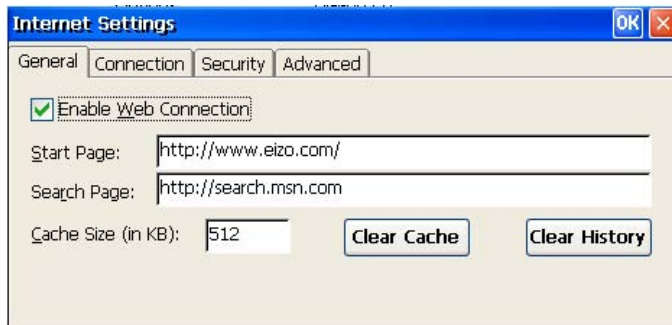 Internet Settings OK
General Connection Security Advanced
Enable Web Connection
Start Page: http://www.eizo.com/
Search Page: http://search.msn.com
Cache Size (in KB): 512 Clear Cache Clear History